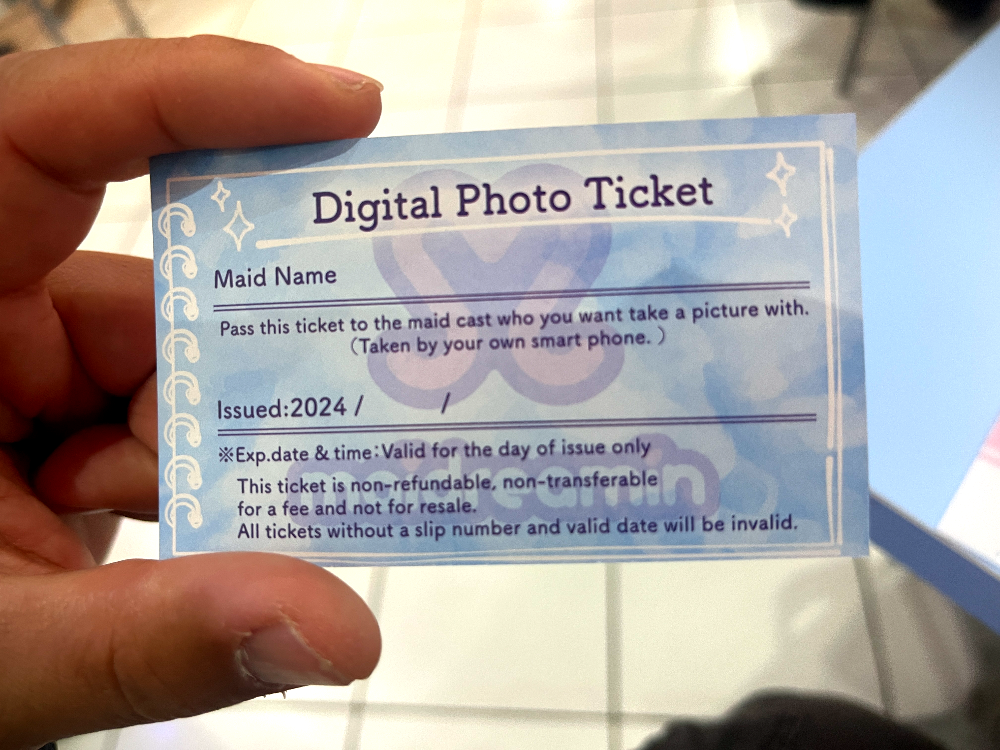 Digital Photo Ticket
Maid Name
Pass this ticket to the maid cast who you want take a picture with.
（Taken by your own smart phone. ）
Issued:2024 / /
※Exp.date & time:Valid for the day of issue only
This ticket is non-refundable, non-transferable
for a fee and not for resale.
maidreamin
All tickets without a slip number and valid date will be invalid.